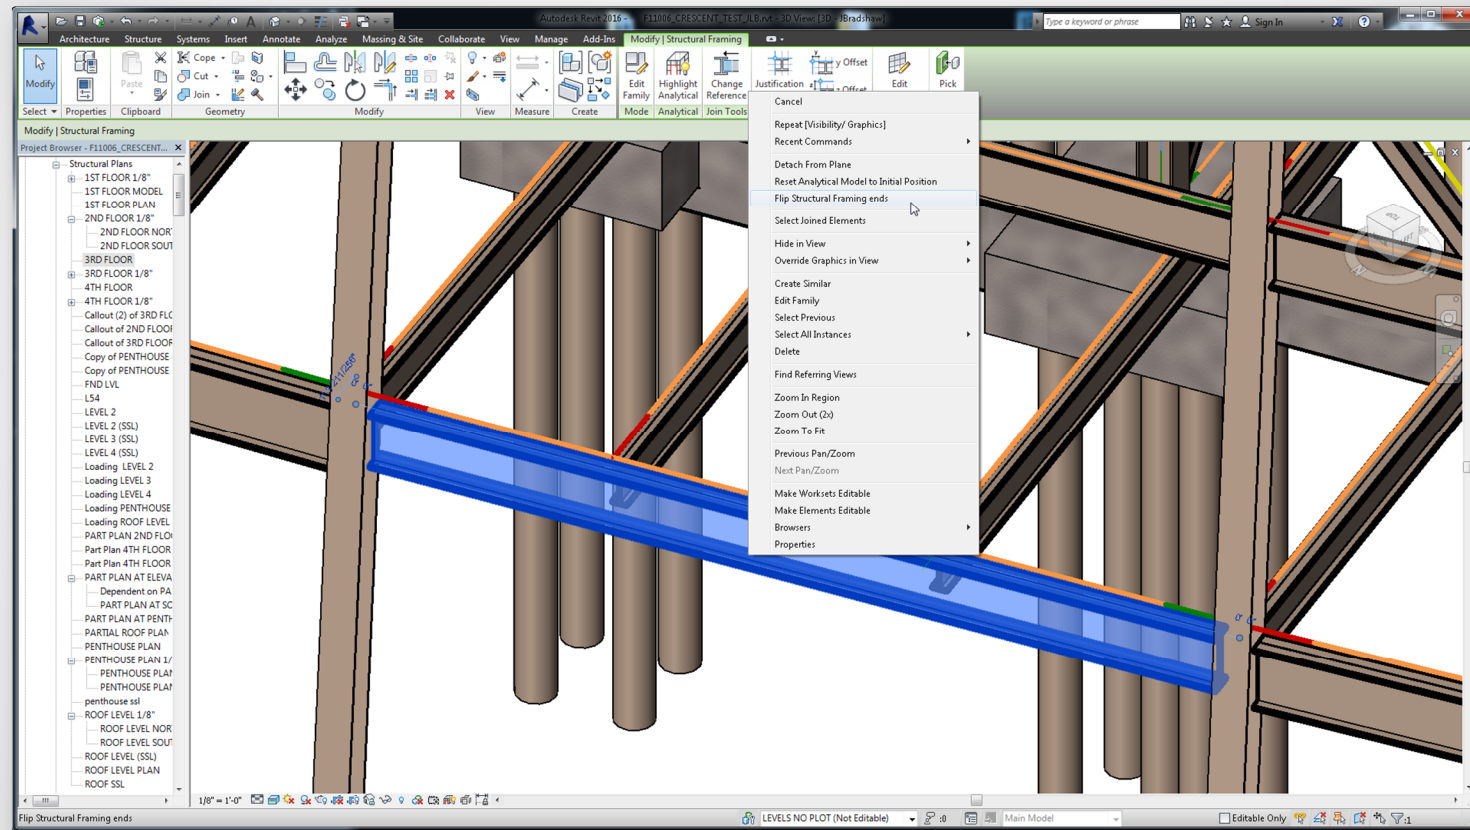 Autodesk Revit 2016 - F11006_CRESCENT_TEST_JLB.rvt - 3D View: {3D - JBradshaw}
Type a keyword or phrase
Sign In
Architecture Structure Systems Insert Annotate Analyze Massing & Site Collaborate View Manage Add-Ins Modify | Structural Framing
Modify
Paste
Cope
Cut
Join
Edit Family
Highlight Analytical
Change Reference
Justification
y Offset
z Offset
Edit
Pick
Select Properties Clipboard Geometry Modify View Measure Create Mode Analytical Join Tools
Modify | Structural Framing
Project Browser - F11006_CRESCENT...
Structural Plans
1ST FLOOR 1/8"
1ST FLOOR MODEL
1ST FLOOR PLAN
2ND FLOOR 1/8"
2ND FLOOR NOR
2ND FLOOR SOUT
3RD FLOOR
3RD FLOOR 1/8"
4TH FLOOR
4TH FLOOR 1/8"
Callout (2) of 3RD FLO
Callout of 2ND FLOOF
Callout of 3RD FLOOF
Copy of PENTHOUSE
Copy of PENTHOUSE
FND LVL
L54
LEVEL 2
LEVEL 2 (SSL)
LEVEL 3 (SSL)
LEVEL 4 (SSL)
Loading LEVEL 2
Loading LEVEL 3
Loading LEVEL 4
Loading PENTHOUSE
Loading ROOF LEVEL
PART PLAN 2ND FLO
Part Plan 4TH FLOOR
Part Plan 4TH FLOOR
PART PLAN AT ELEVA
Dependent on PA
PART PLAN AT SO
PART PLAN AT PENTH
PARTIAL ROOF PLAN
PENTHOUSE PLAN
PENTHOUSE PLAN 1/
PENTHOUSE PLAN
PENTHOUSE PLAN
penthouse ssl
ROOF LEVEL 1/8"
ROOF LEVEL NOR
ROOF LEVEL SOUT
ROOF LEVEL (SSL)
ROOF LEVEL PLAN
ROOF SSL
Cancel
Repeat [Visibility/ Graphics]
Recent Commands
Detach From Plane
Reset Analytical Model to Initial Position
Flip Structural Framing ends
Select Joined Elements
Hide in View
Override Graphics in View
Create Similar
Edit Family
Select Previous
Select All Instances
Delete
Find Referring Views
Zoom In Region
Zoom Out (2x)
Zoom To Fit
Previous Pan/Zoom
Next Pan/Zoom
Make Worksets Editable
Make Elements Editable
Browsers
Properties
1/8" = 1'-0"
Flip Structural Framing ends
LEVELS NO PLOT (Not Editable)
:0
Main Model
Editable Only
:1